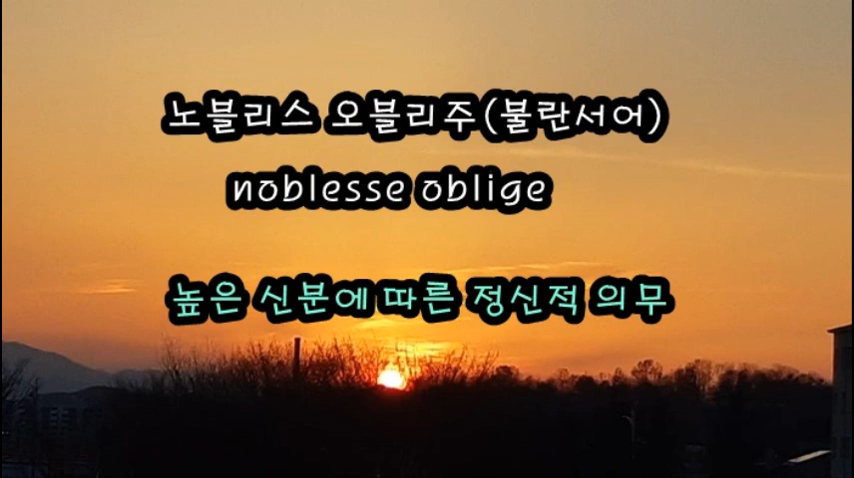 노블리스 오블리주(불란서어)
noblesse oblige
높은 신분에 따른 정신적 의무